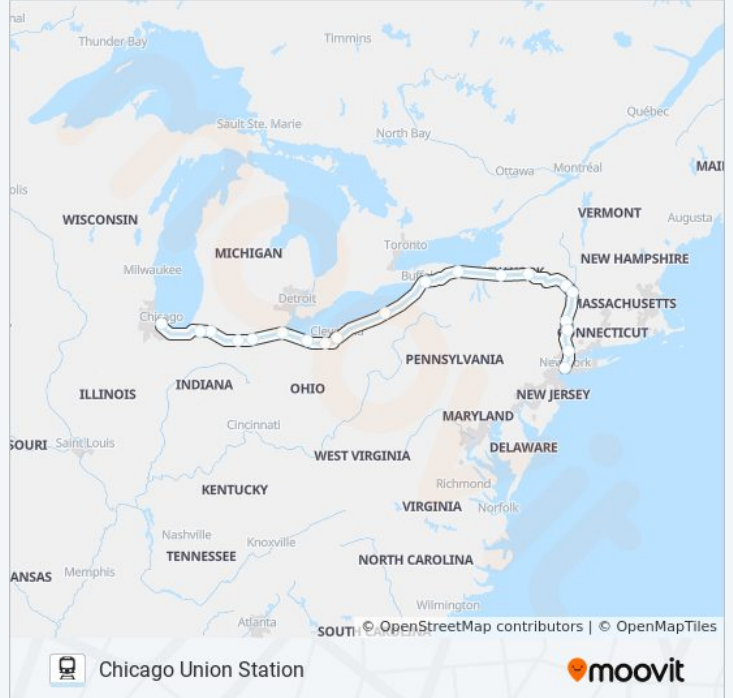 Thunder Bay
Timmins
Québec
Sault Ste. Marie
North Bay
Ottawa
Montréal
MAI
WISCONSIN
VERMONT
Augusta
MICHIGAN
Toronto
NEW HAMPSHIRE
Milwaukee
Buffal
Detroit
Chicago
MASSACHUSETTS
CONNECTICUT
PENNSYLVANIA
New York
ILLINOIS
INDIANA
OHIO
NEW JERSEY
MARYLAND
Cincinnati
SOURI
Saint Louis
DELAWARE
WEST VIRGINIA
KENTUCKY
Richmond
VIRGINIA
Norfolk
Nashville
Knoxville
TENNESSEE
NORTH CAROLINA
ANSAS
Memphis
Wilmington
Atlanta
SOUTH CAROLINA
© OpenStreetMap contributors | © OpenMapTiles
Chicago Union Station
moovit